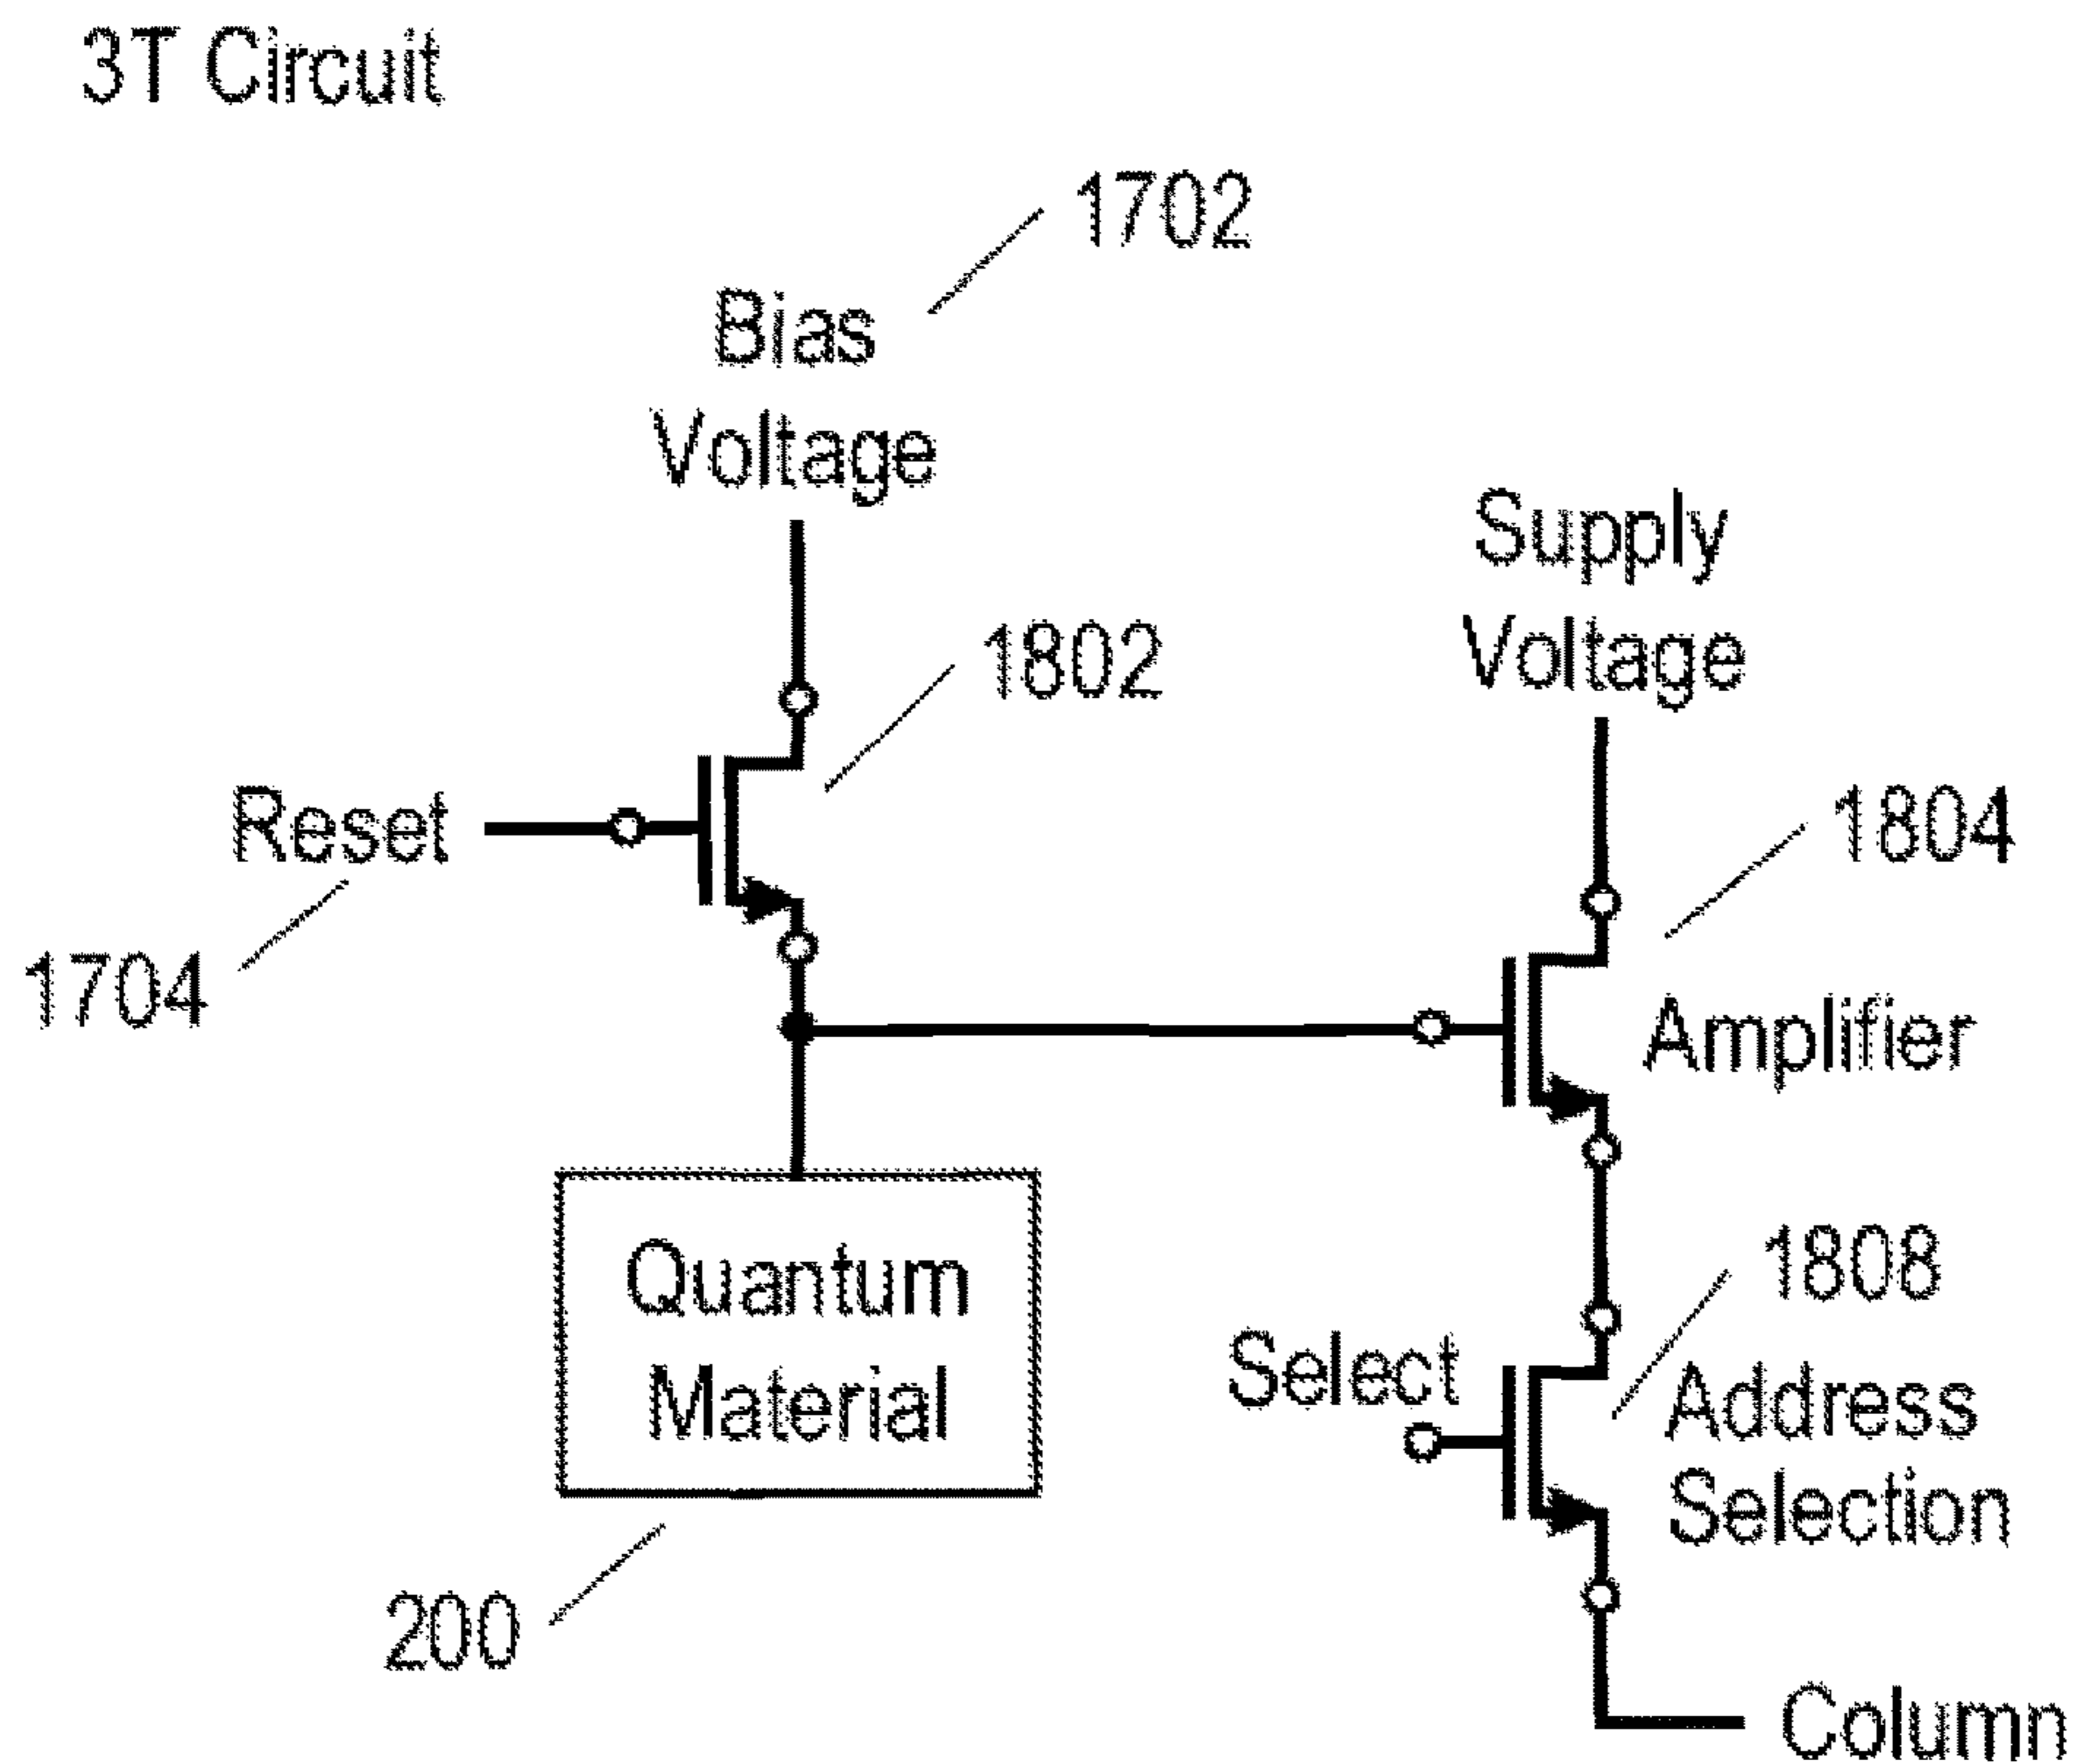 3T Circuit
1702
Bias
Voltage
Supply
Voltage
1802
Reset
1804
1704
Amplifier
Quantum
Material
1808
Select
Address
Selection
200
Column